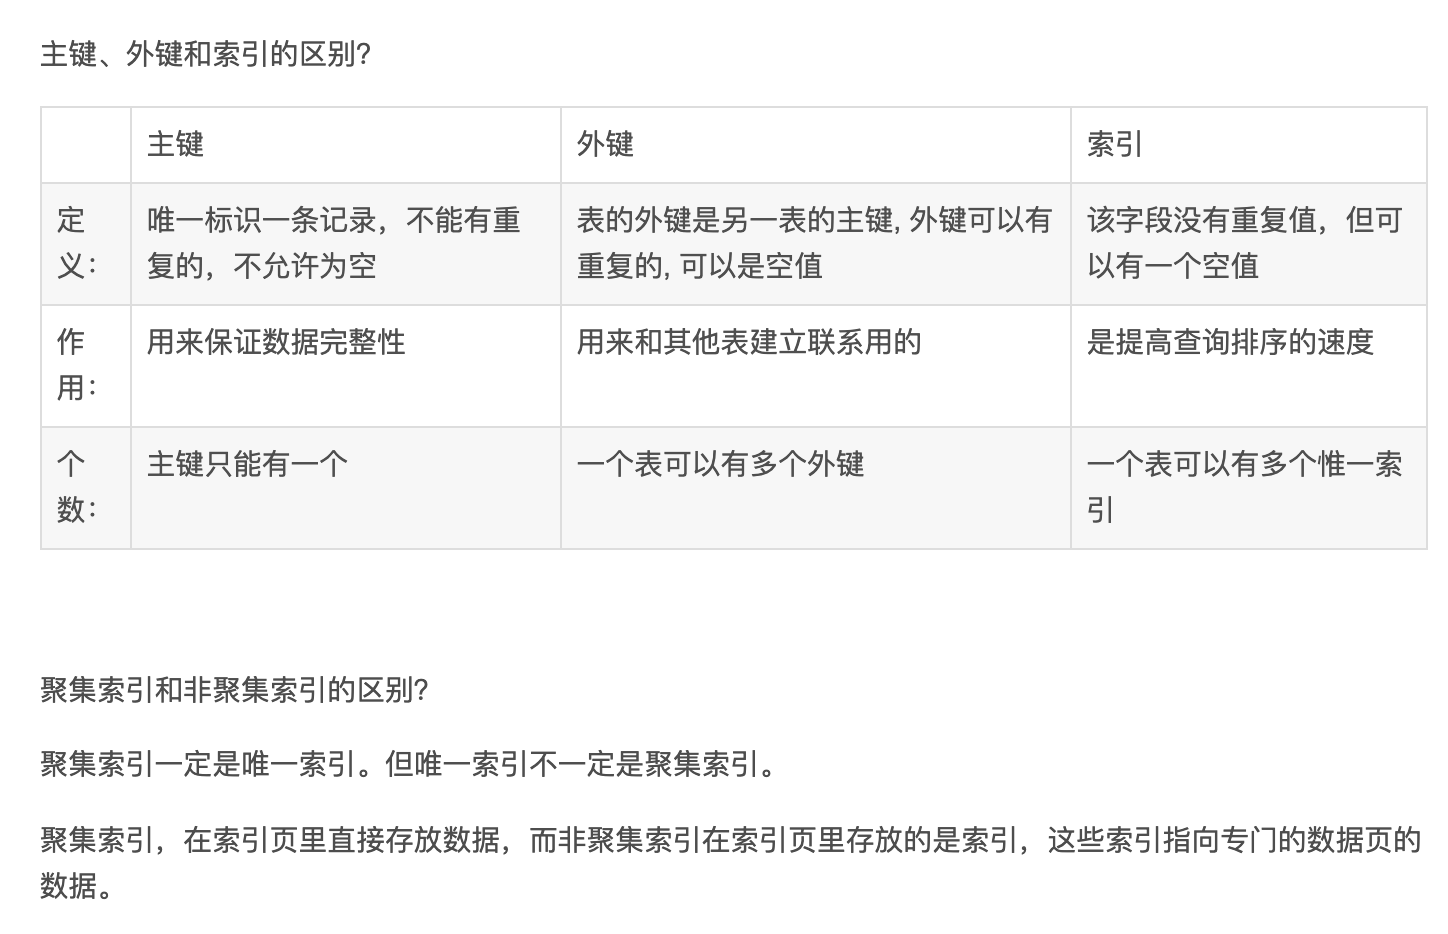 主键、外键和索引的区别?
主键 外键 索引
定义： 唯一标识一条记录，不能有重复的，不允许为空 表的外键是另一表的主键, 外键可以有重复的, 可以是空值 该字段没有重复值，但可以有一个空值
作用： 用来保证数据完整性 用来和其他表建立联系用的 是提高查询排序的速度
个数： 主键只能有一个 一个表可以有多个外键 一个表可以有多个惟一索引
聚集索引和非聚集索引的区别?
聚集索引一定是唯一索引。但唯一索引不一定是聚集索引。
聚集索引，在索引页里直接存放数据，而非聚集索引在索引页里存放的是索引，这些索引指向专门的数据页的
数据。